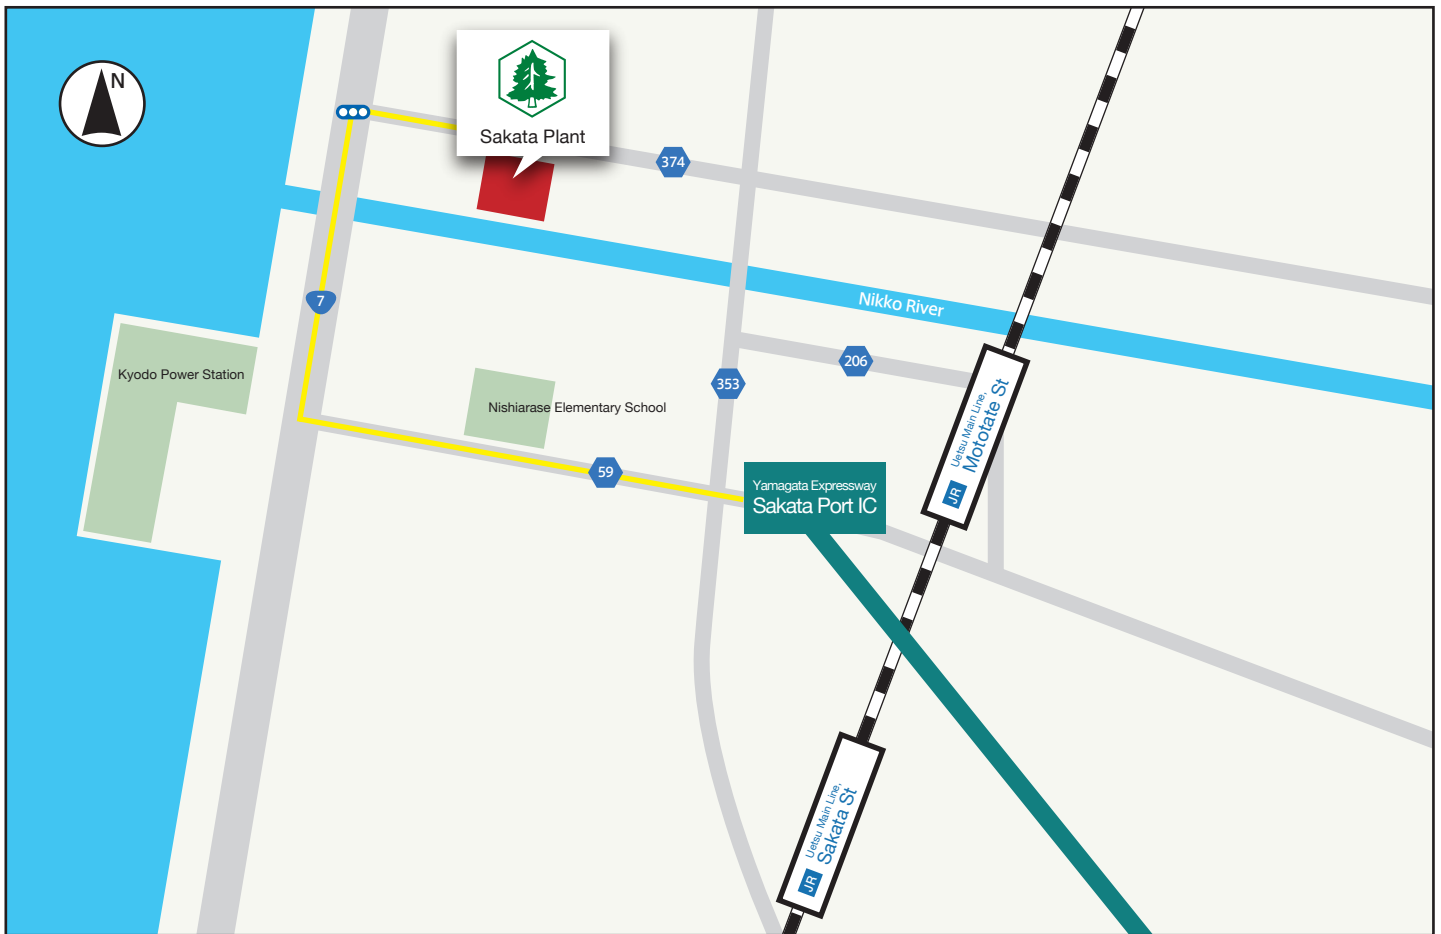 N
Sakata Plant
374
Nikko River
7
206
353
Kyodo Power Station
Nishiarase Elementary School
Uetsu Main Line,
JR Mototate St
59
Yamagata Expressway
Sakata Port IC
Uetsu Main Line,
JR Sakata St